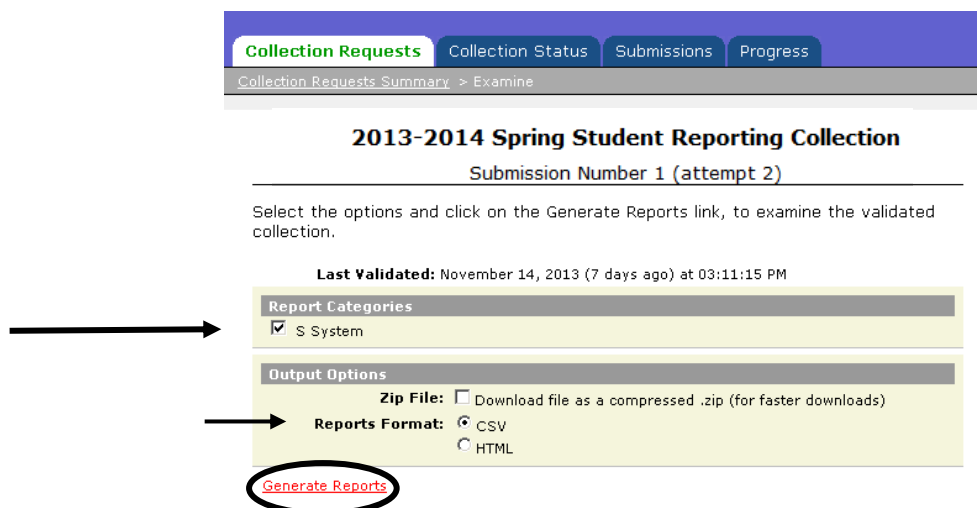 Collection Requests Collection Status Submissions Progress
Collection Requests Summary > Examine
2013-2014 Spring Student Reporting Collection
Submission Number 1 (attempt 2)
Select the options and click on the Generate Reports link, to examine the validated
collection.
Last Validated: November 14, 2013 (7 days ago) at 03:11:15 PM
Report Categories
S System
Output Options
Zip File: Download file as a compressed .zip (for faster downloads)
Reports Format: CSV
HTML
Generate Reports